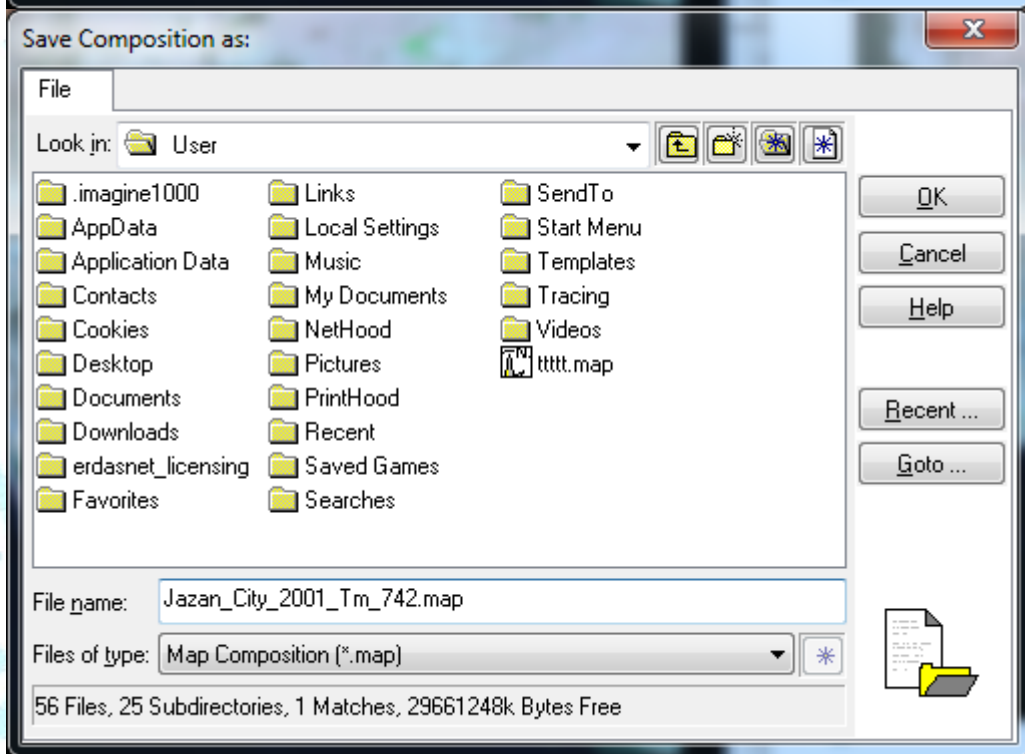 Save Composition as:
File
Look in: User
.imagine1000 Links SendTo
AppData Local Settings Start Menu
Application Data Music Templates
Contacts My Documents Tracing
Cookies NetHood Videos
Desktop Pictures ttttt.map
Documents PrintHood
Downloads Recent
erdasnet_licensing Saved Games
Favorites Searches
OK
Cancel
Help
Recent ...
Goto ...
File name: Jazan_City_2001_Tm_742.map
Files of type: Map Composition (*.map)
56 Files, 25 Subdirectories, 1 Matches, 29661248k Bytes Free